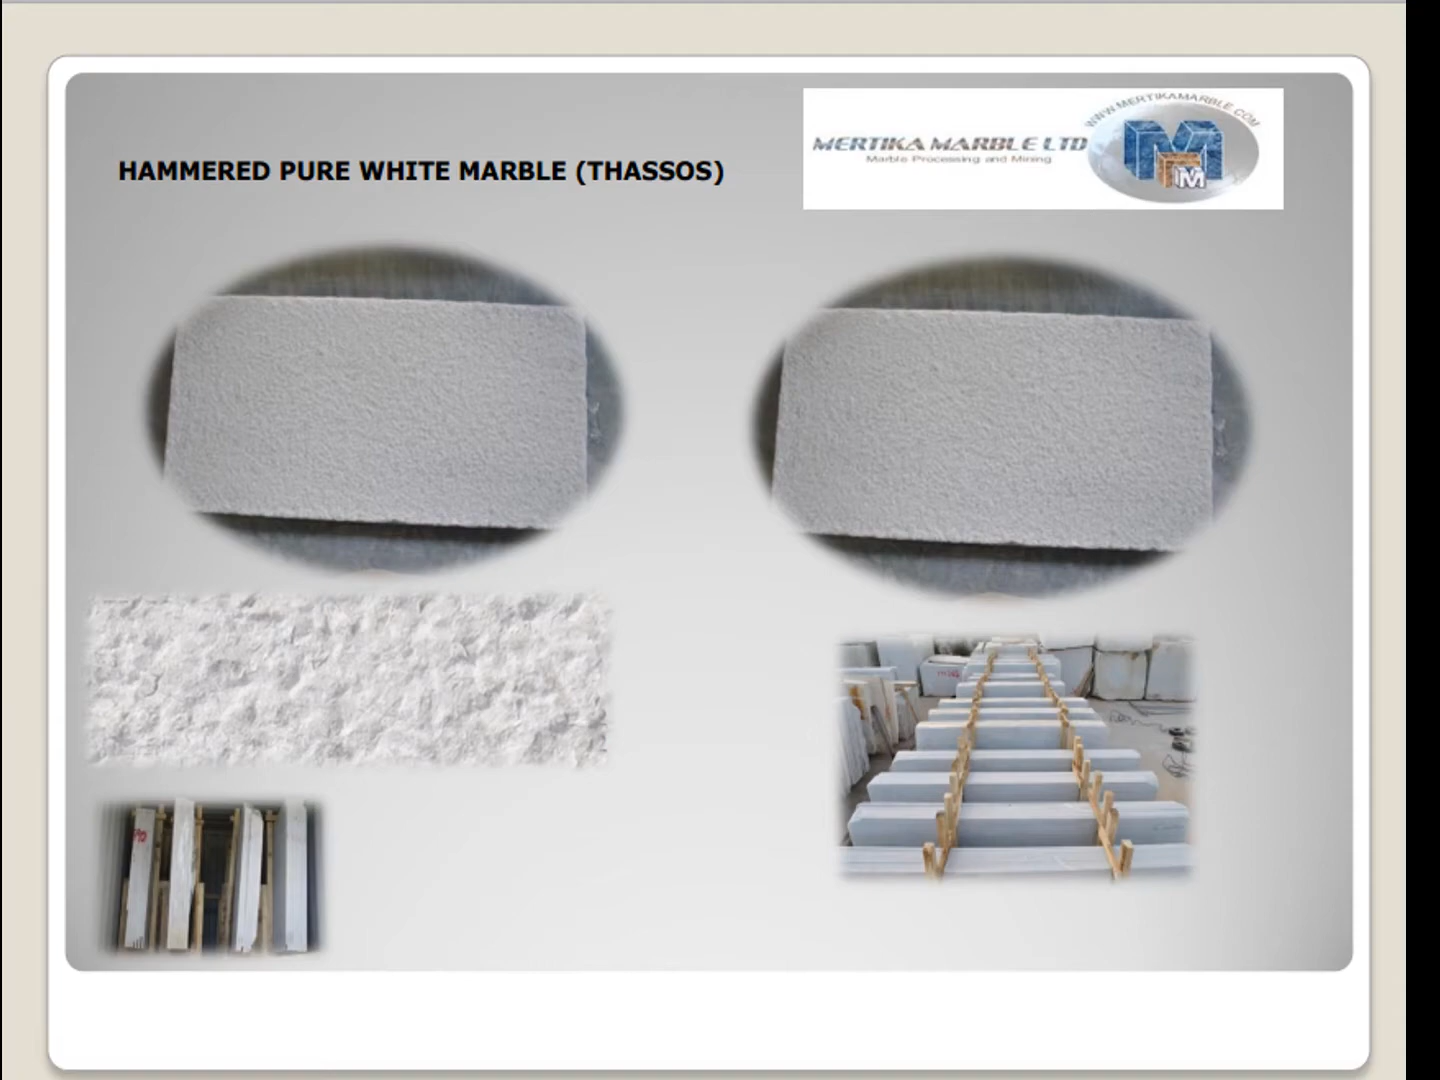 HAMMERED PURE WHITE MARBLE (THASSOS)
MERTIKA MARBLE LTD
Marble Processing and Mining
WWW.MERTIKAMARBLE.COM
M
M